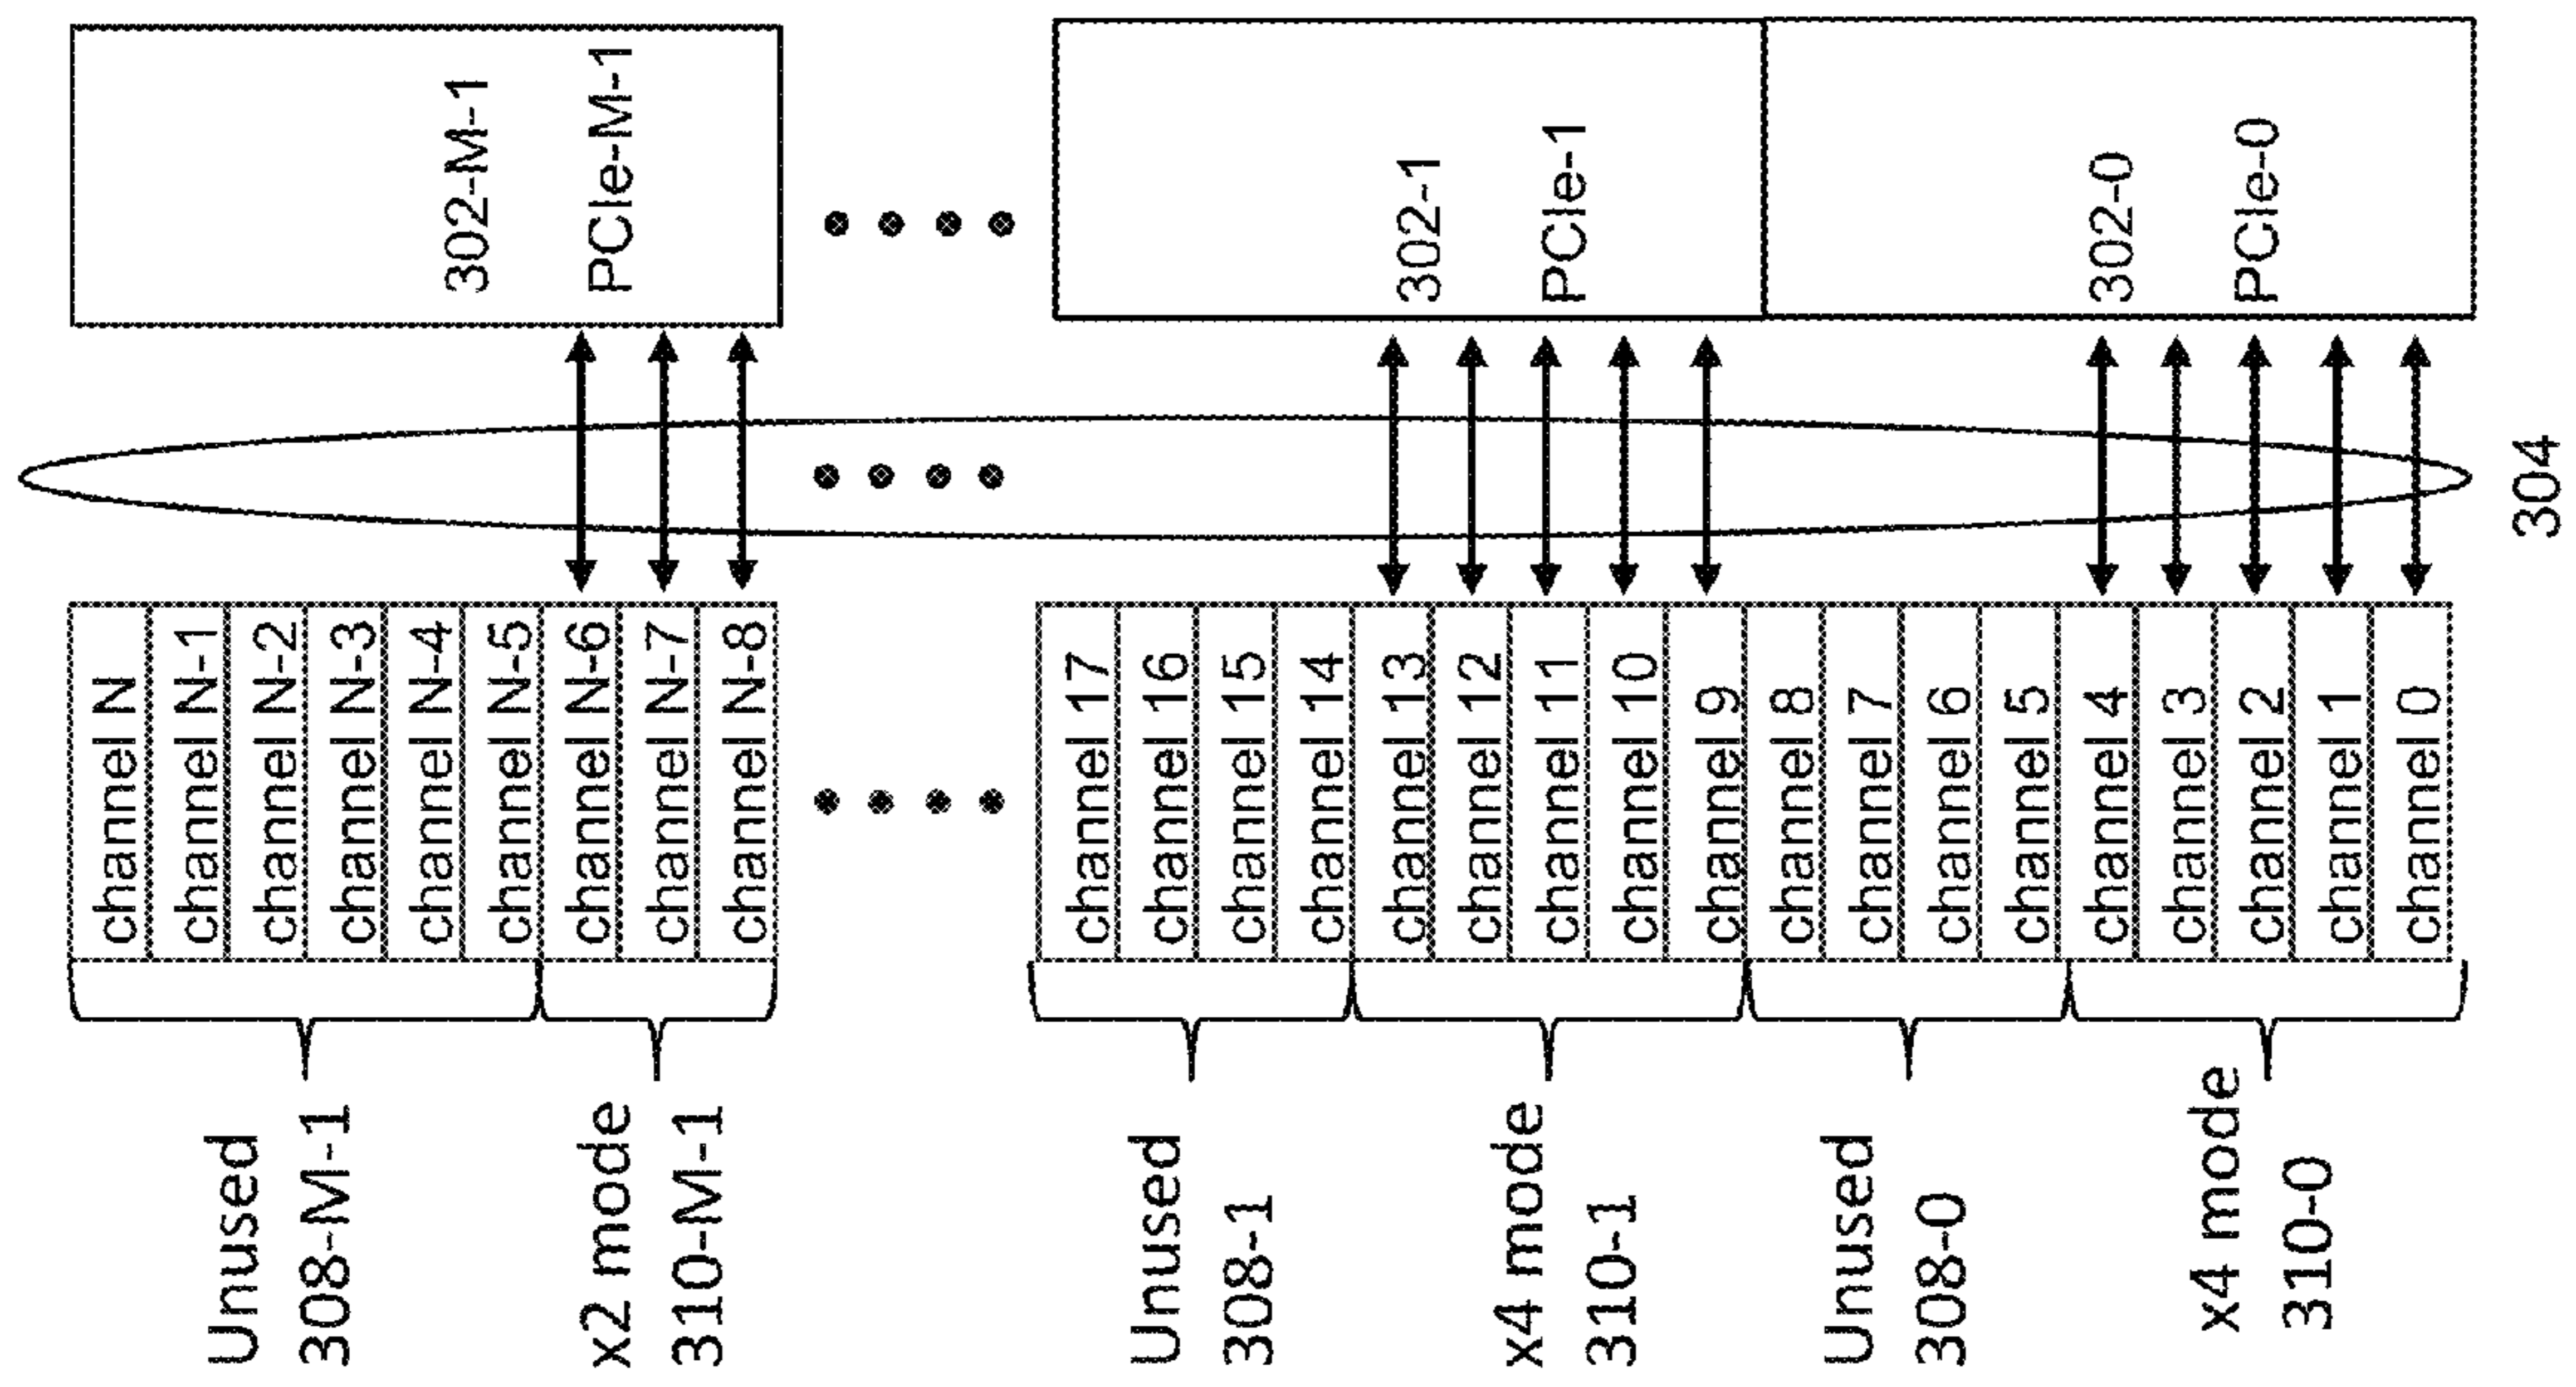 302-M-1
PCIe-M-1
302-1
PCIe-1
302-0
PCIe-0
304
channel N
channel N-1
channel N-2
channel N-3
channel N-4
channel N-5
channel N-6
channel N-7
channel N-8
channel 17
channel 16
channel 15
channel 14
channel 13
channel 12
channel 11
channel 10
channel 9
channel 8
channel 7
channel 6
channel 5
channel 4
channel 3
channel 2
channel 1
channel 0
Unused
308-M-1
x2 mode
310-M-1
Unused
308-1
x4 mode
310-1
Unused
308-0
x4 mode
310-0